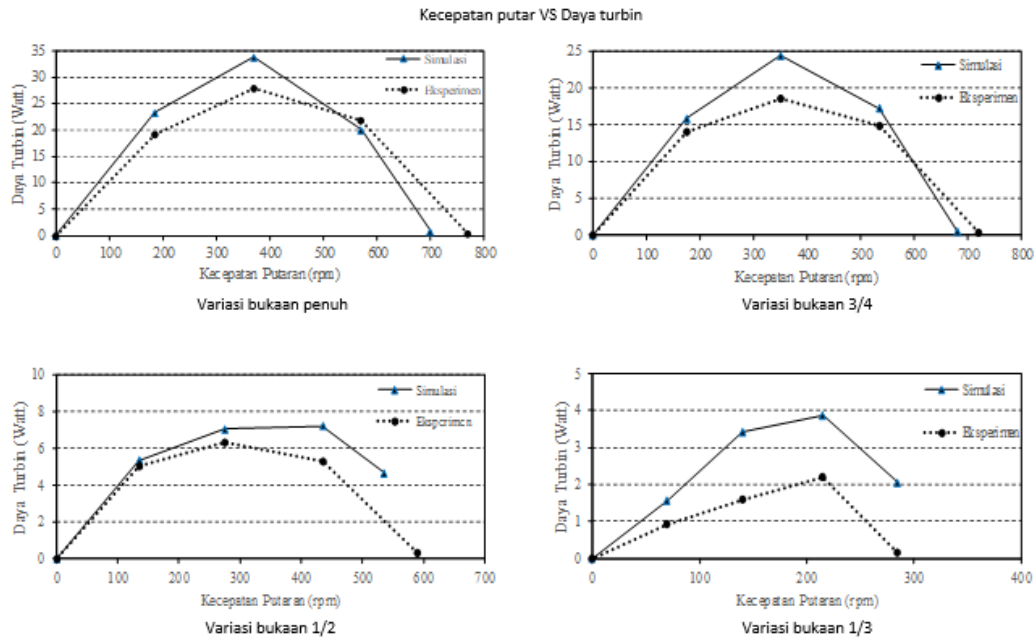 Kecepatan putar VS Daya turbin
35
30
25
20
15
10
5
0
Daya Turbin (Watt)
Simulasi
Eksperimen
0 100 200 300 400 500 600 700 800
Kecepatan Putaran (rpm)
Variasi bukaan penuh
25
20
15
10
5
0
Daya Turbin (Watt)
Simulasi
Eksperimen
0 100 200 300 400 500 600 700 800
Kecepatan Putaran (rpm)
Variasi bukaan 3/4
10
8
6
4
2
0
Daya Turbin (Watt)
Simulasi
Eksperimen
0 100 200 300 400 500 600 700
Kecepatan Putaran (rpm)
Variasi bukaan 1/2
5
4
3
2
1
0
Daya Turbin (Watt)
Simulasi
Eksperimen
0 100 200 300 400
Kecepatan Putaran (rpm)
Variasi bukaan 1/3